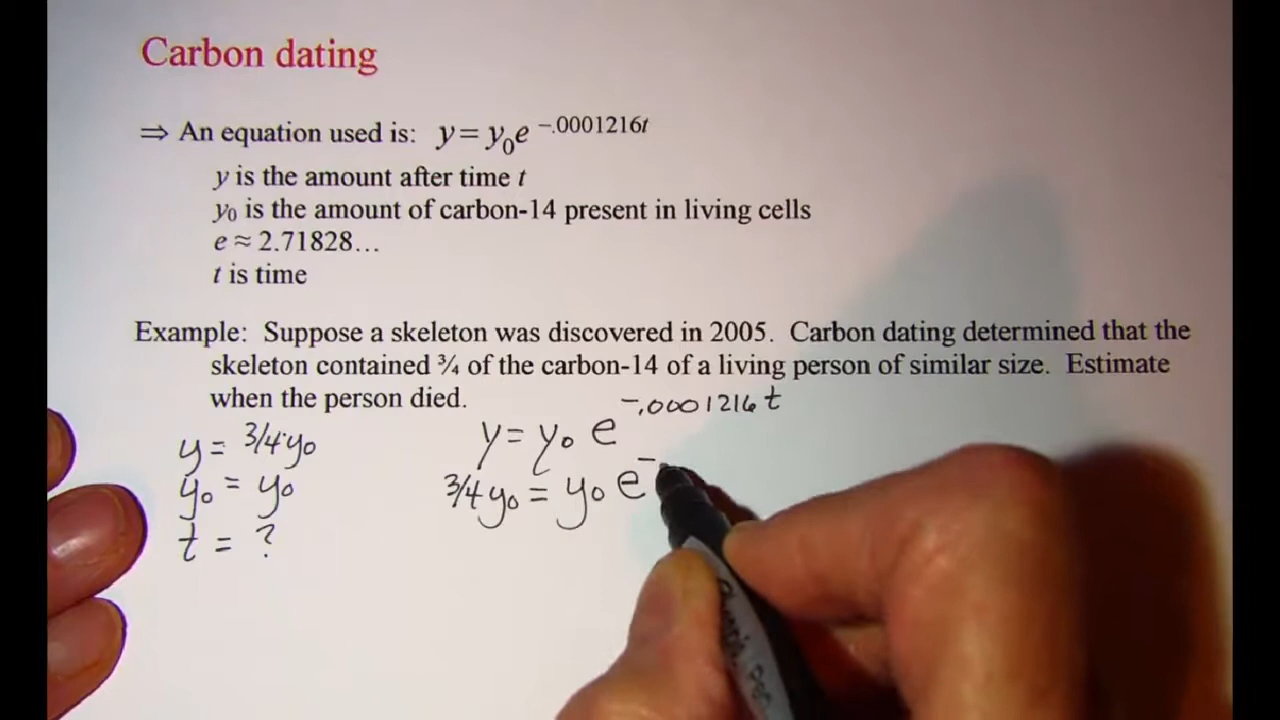 Carbon dating
⇒ An equation used is: y = y₀e ^−.0001216t
y is the amount after time t
y₀ is the amount of carbon-14 present in living cells
e ≈ 2.71828…
t is time
Example: Suppose a skeleton was discovered in 2005. Carbon dating determined that the
skeleton contained ¾ of the carbon-14 of a living person of similar size. Estimate
when the person died.
y = 3/4·y₀
y₀ = y₀
t = ?
y = y₀ e ^−.0001216 t
3/4 y₀ = y₀ e ^−